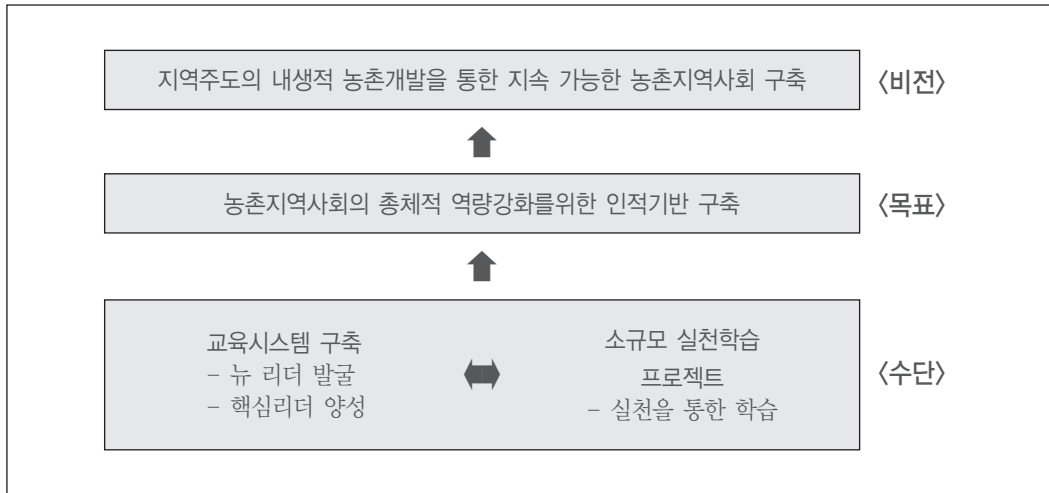 지역주도의 내생적 농촌개발을 통한 지속 가능한 농촌지역사회 구축
〈비전〉
농촌지역사회의 총체적 역량강화를위한 인적기반 구축
〈목표〉
교육시스템 구축
- 뉴 리더 발굴
- 핵심리더 양성
소규모 실천학습
프로젝트
- 실천을 통한 학습
〈수단〉